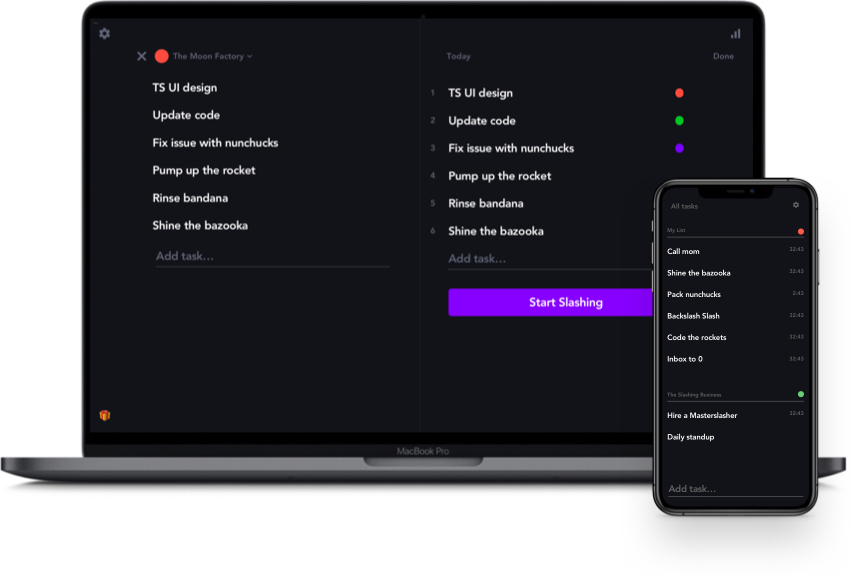 The Moon Factory
TS UI design
Update code
Fix issue with nunchucks
Pump up the rocket
Rinse bandana
Shine the bazooka
Add task...
Today
Done
1 TS UI design
2 Update code
3 Fix issue with nunchucks
4 Pump up the rocket
5 Rinse bandana
6 Shine the bazooka
Add task...
Start Slashing
MacBook Pro
All tasks
My List
Call mom 32:43
Shine the bazooka 32:43
Pack nunchucks 2:43
Backslash Slash 32:43
Code the rockets 32:43
Inbox to 0 32:43
The Slashing Business
Hire a Masterslasher 32:43
Daily standup
Add task...